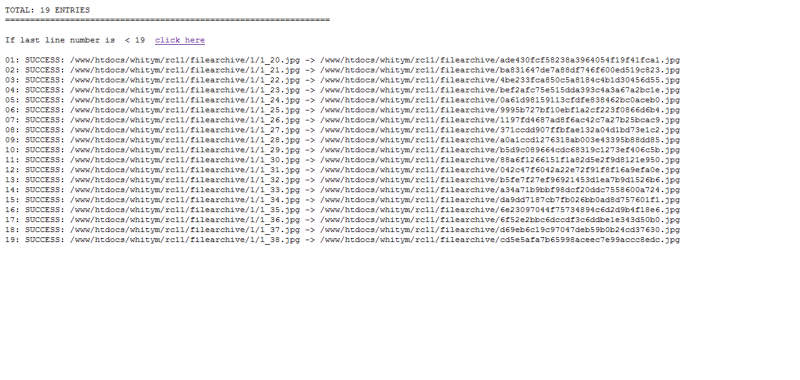 TOTAL: 19 ENTRIES
=================================================================
If last line number is < 19 click here
01: SUCCESS: /www/htdocs/whitym/rc11/filearchive/1/1_20.jpg -> /www/htdocs/whitym/rc11/filearchive/ade430fcf58238a3964054f19f41fca1.jpg
02: SUCCESS: /www/htdocs/whitym/rc11/filearchive/1/1_21.jpg -> /www/htdocs/whitym/rc11/filearchive/ba831647de7a88df746f600ed519c823.jpg
03: SUCCESS: /www/htdocs/whitym/rc11/filearchive/1/1_22.jpg -> /www/htdocs/whitym/rc11/filearchive/4be233fca850c5a8184c4b1d30456d55.jpg
04: SUCCESS: /www/htdocs/whitym/rc11/filearchive/1/1_23.jpg -> /www/htdocs/whitym/rc11/filearchive/bef2afc75e515dda393c4a3a67a2bc1e.jpg
05: SUCCESS: /www/htdocs/whitym/rc11/filearchive/1/1_24.jpg -> /www/htdocs/whitym/rc11/filearchive/0a61d98159113cfdfe838462bc0aceb0.jpg
06: SUCCESS: /www/htdocs/whitym/rc11/filearchive/1/1_25.jpg -> /www/htdocs/whitym/rc11/filearchive/9995b727bf10ebf1a2cf223f0866d6b4.jpg
07: SUCCESS: /www/htdocs/whitym/rc11/filearchive/1/1_26.jpg -> /www/htdocs/whitym/rc11/filearchive/1197fd4687ad8f6ac42c7a27b25bcac9.jpg
08: SUCCESS: /www/htdocs/whitym/rc11/filearchive/1/1_27.jpg -> /www/htdocs/whitym/rc11/filearchive/371ccdd907ffbfae132a04d1bd73e1c2.jpg
09: SUCCESS: /www/htdocs/whitym/rc11/filearchive/1/1_28.jpg -> /www/htdocs/whitym/rc11/filearchive/a0a1ccd1276318ab003e43395b88dd85.jpg
10: SUCCESS: /www/htdocs/whitym/rc11/filearchive/1/1_29.jpg -> /www/htdocs/whitym/rc11/filearchive/b5d9c089664cdc68319c1273ef406c5b.jpg
11: SUCCESS: /www/htdocs/whitym/rc11/filearchive/1/1_30.jpg -> /www/htdocs/whitym/rc11/filearchive/88a6f1266151f1a82d5e2f9d8121e950.jpg
12: SUCCESS: /www/htdocs/whitym/rc11/filearchive/1/1_31.jpg -> /www/htdocs/whitym/rc11/filearchive/042c47f6042a22e72f91f8f16a9efa0e.jpg
13: SUCCESS: /www/htdocs/whitym/rc11/filearchive/1/1_32.jpg -> /www/htdocs/whitym/rc11/filearchive/b5fe7f27ef96921453d1ea7b9d1526b6.jpg
14: SUCCESS: /www/htdocs/whitym/rc11/filearchive/1/1_33.jpg -> /www/htdocs/whitym/rc11/filearchive/a34a71b9bbf98dcf20ddc7558600a724.jpg
15: SUCCESS: /www/htdocs/whitym/rc11/filearchive/1/1_34.jpg -> /www/htdocs/whitym/rc11/filearchive/da9dd7187cb7fb026bb0ad8d757601f1.jpg
16: SUCCESS: /www/htdocs/whitym/rc11/filearchive/1/1_35.jpg -> /www/htdocs/whitym/rc11/filearchive/6e23097044f75734894c6d2d9b4f18e6.jpg
17: SUCCESS: /www/htdocs/whitym/rc11/filearchive/1/1_36.jpg -> /www/htdocs/whitym/rc11/filearchive/6f52e2bbc6dccdf3c6ddbe1e343d50b0.jpg
18: SUCCESS: /www/htdocs/whitym/rc11/filearchive/1/1_37.jpg -> /www/htdocs/whitym/rc11/filearchive/d69eb6c19c97047deb59b0b24cd37630.jpg
19: SUCCESS: /www/htdocs/whitym/rc11/filearchive/1/1_38.jpg -> /www/htdocs/whitym/rc11/filearchive/cd5e5afa7b65998aceec7e99accc8edc.jpg